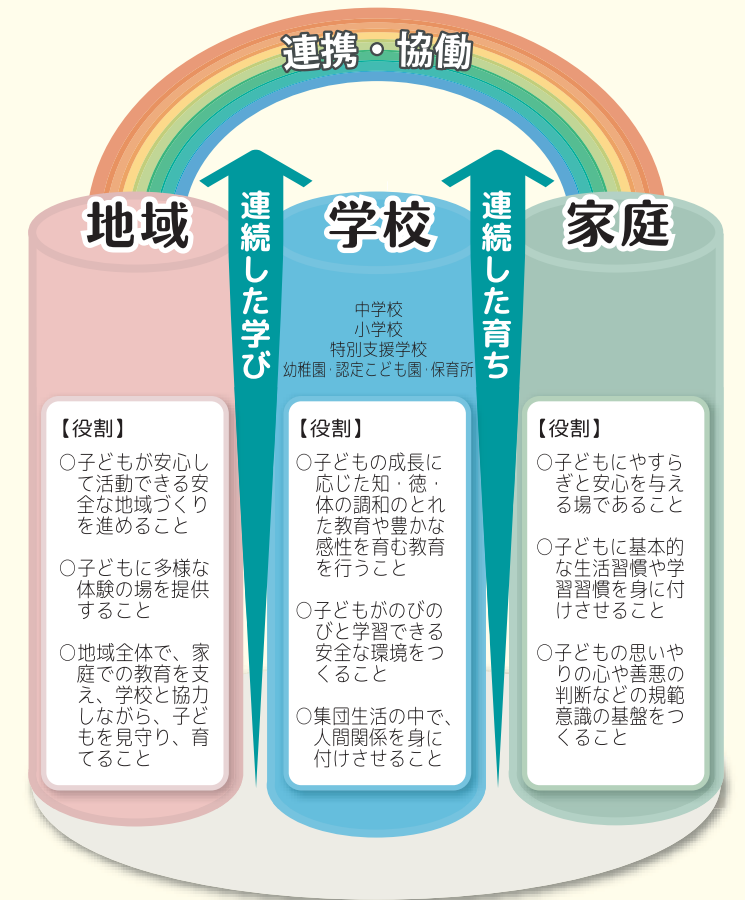 連携・協働
地域
連続した学び
学校
連続した育ち
家庭
中学校
小学校
特別支援学校
幼稚園・認定こども園・保育所
【役割】
○子どもが安心し
て活動できる安
全な地域づくり
を進めること
○子どもに多様な
体験の場を提供
すること
○地域全体で、家
庭での教育を支
え、学校と協力
しながら、子ど
もを見守り、育
てること
【役割】
○子どもの成長に
応じた知・徳・
体の調和のとれ
た教育や豊かな
感性を育む教育
を行うこと
○子どもがのびの
びと学習できる
安全な環境をつ
くること
○集団生活の中で、
人間関係を身に
付けさせること
【役割】
○子どもにやすら
ぎと安心を与え
る場であること
○子どもに基本的
な生活習慣や学
習習慣を身に付
けさせること
○子どもの思いや
りの心や善悪の
判断などの規範
意識の基盤をつ
くること